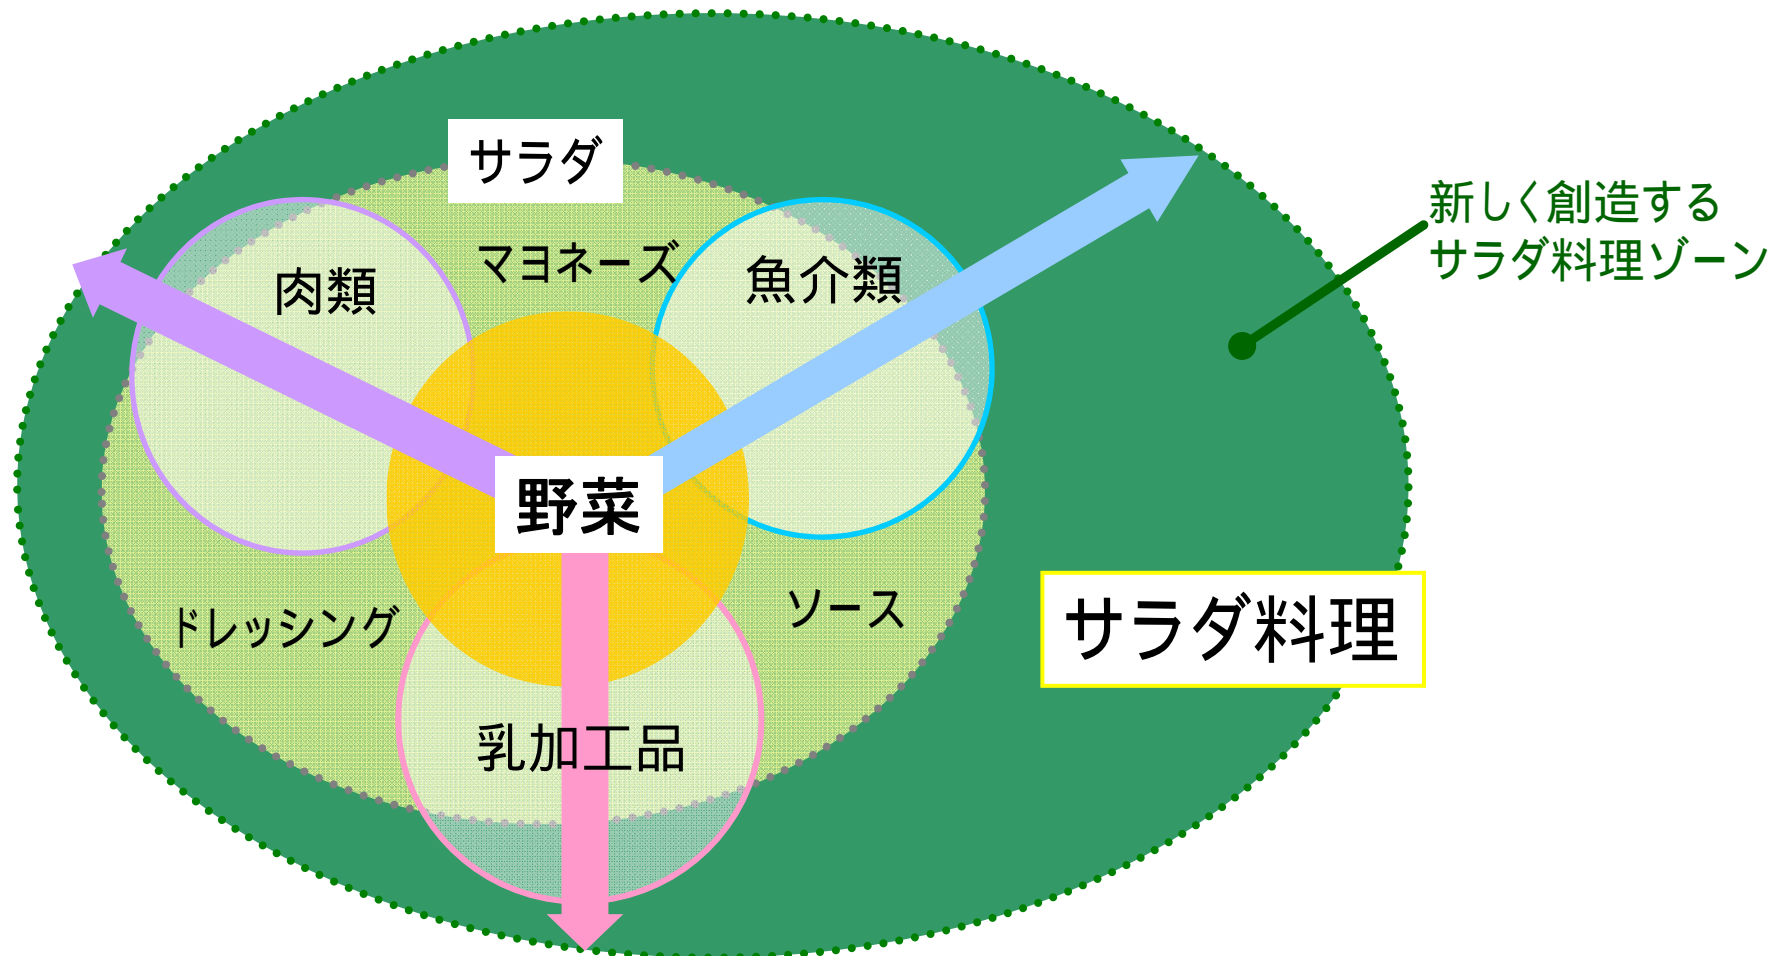 サラダ
新しく創造する
サラダ料理ゾーン
マヨネーズ
肉類
魚介類
野菜
ドレッシング
ソース
サラダ料理
乳加工品